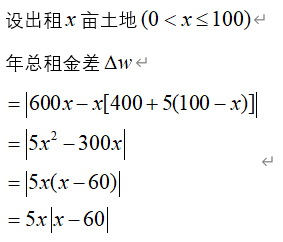 设出租x亩土地(0<x≤100)↵
年总租金差Δw↵
=|600x-x[400+5(100-x)]|
=|5x²-300x|
=|5x(x-60)|
=5x|x-60|
↵